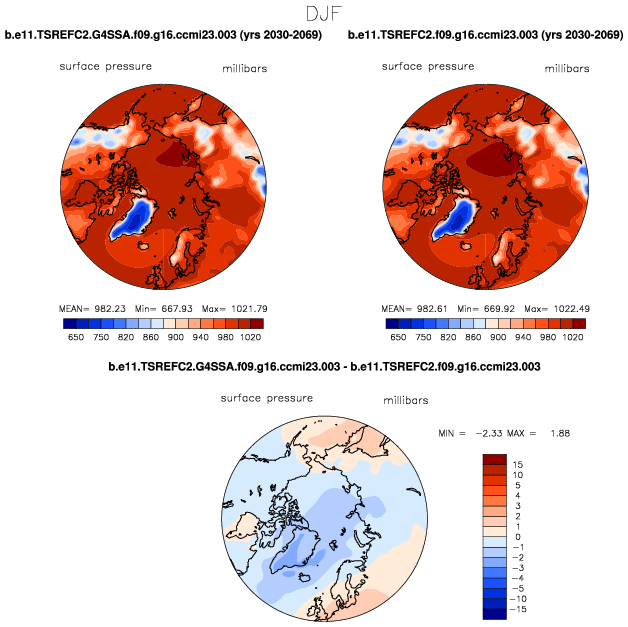 DJF
b.e11.TSREFC2.G4SSA.f09.g16.ccmi23.003 (yrs 2030-2069)
b.e11.TSREFC2.f09.g16.ccmi23.003 (yrs 2030-2069)
surface pressure
millibars
surface pressure
millibars
MEAN= 982.23 Min= 667.93 Max= 1021.79
MEAN= 982.61 Min= 669.92 Max= 1022.49
650 750 820 860 900 940 980 1020
650 750 820 860 900 940 980 1020
b.e11.TSREFC2.G4SSA.f09.g16.ccmi23.003 - b.e11.TSREFC2.f09.g16.ccmi23.003
surface pressure
millibars
MIN = -2.33 MAX = 1.88
15
10
5
4
3
2
1
0
-1
-2
-3
-4
-5
-10
-15